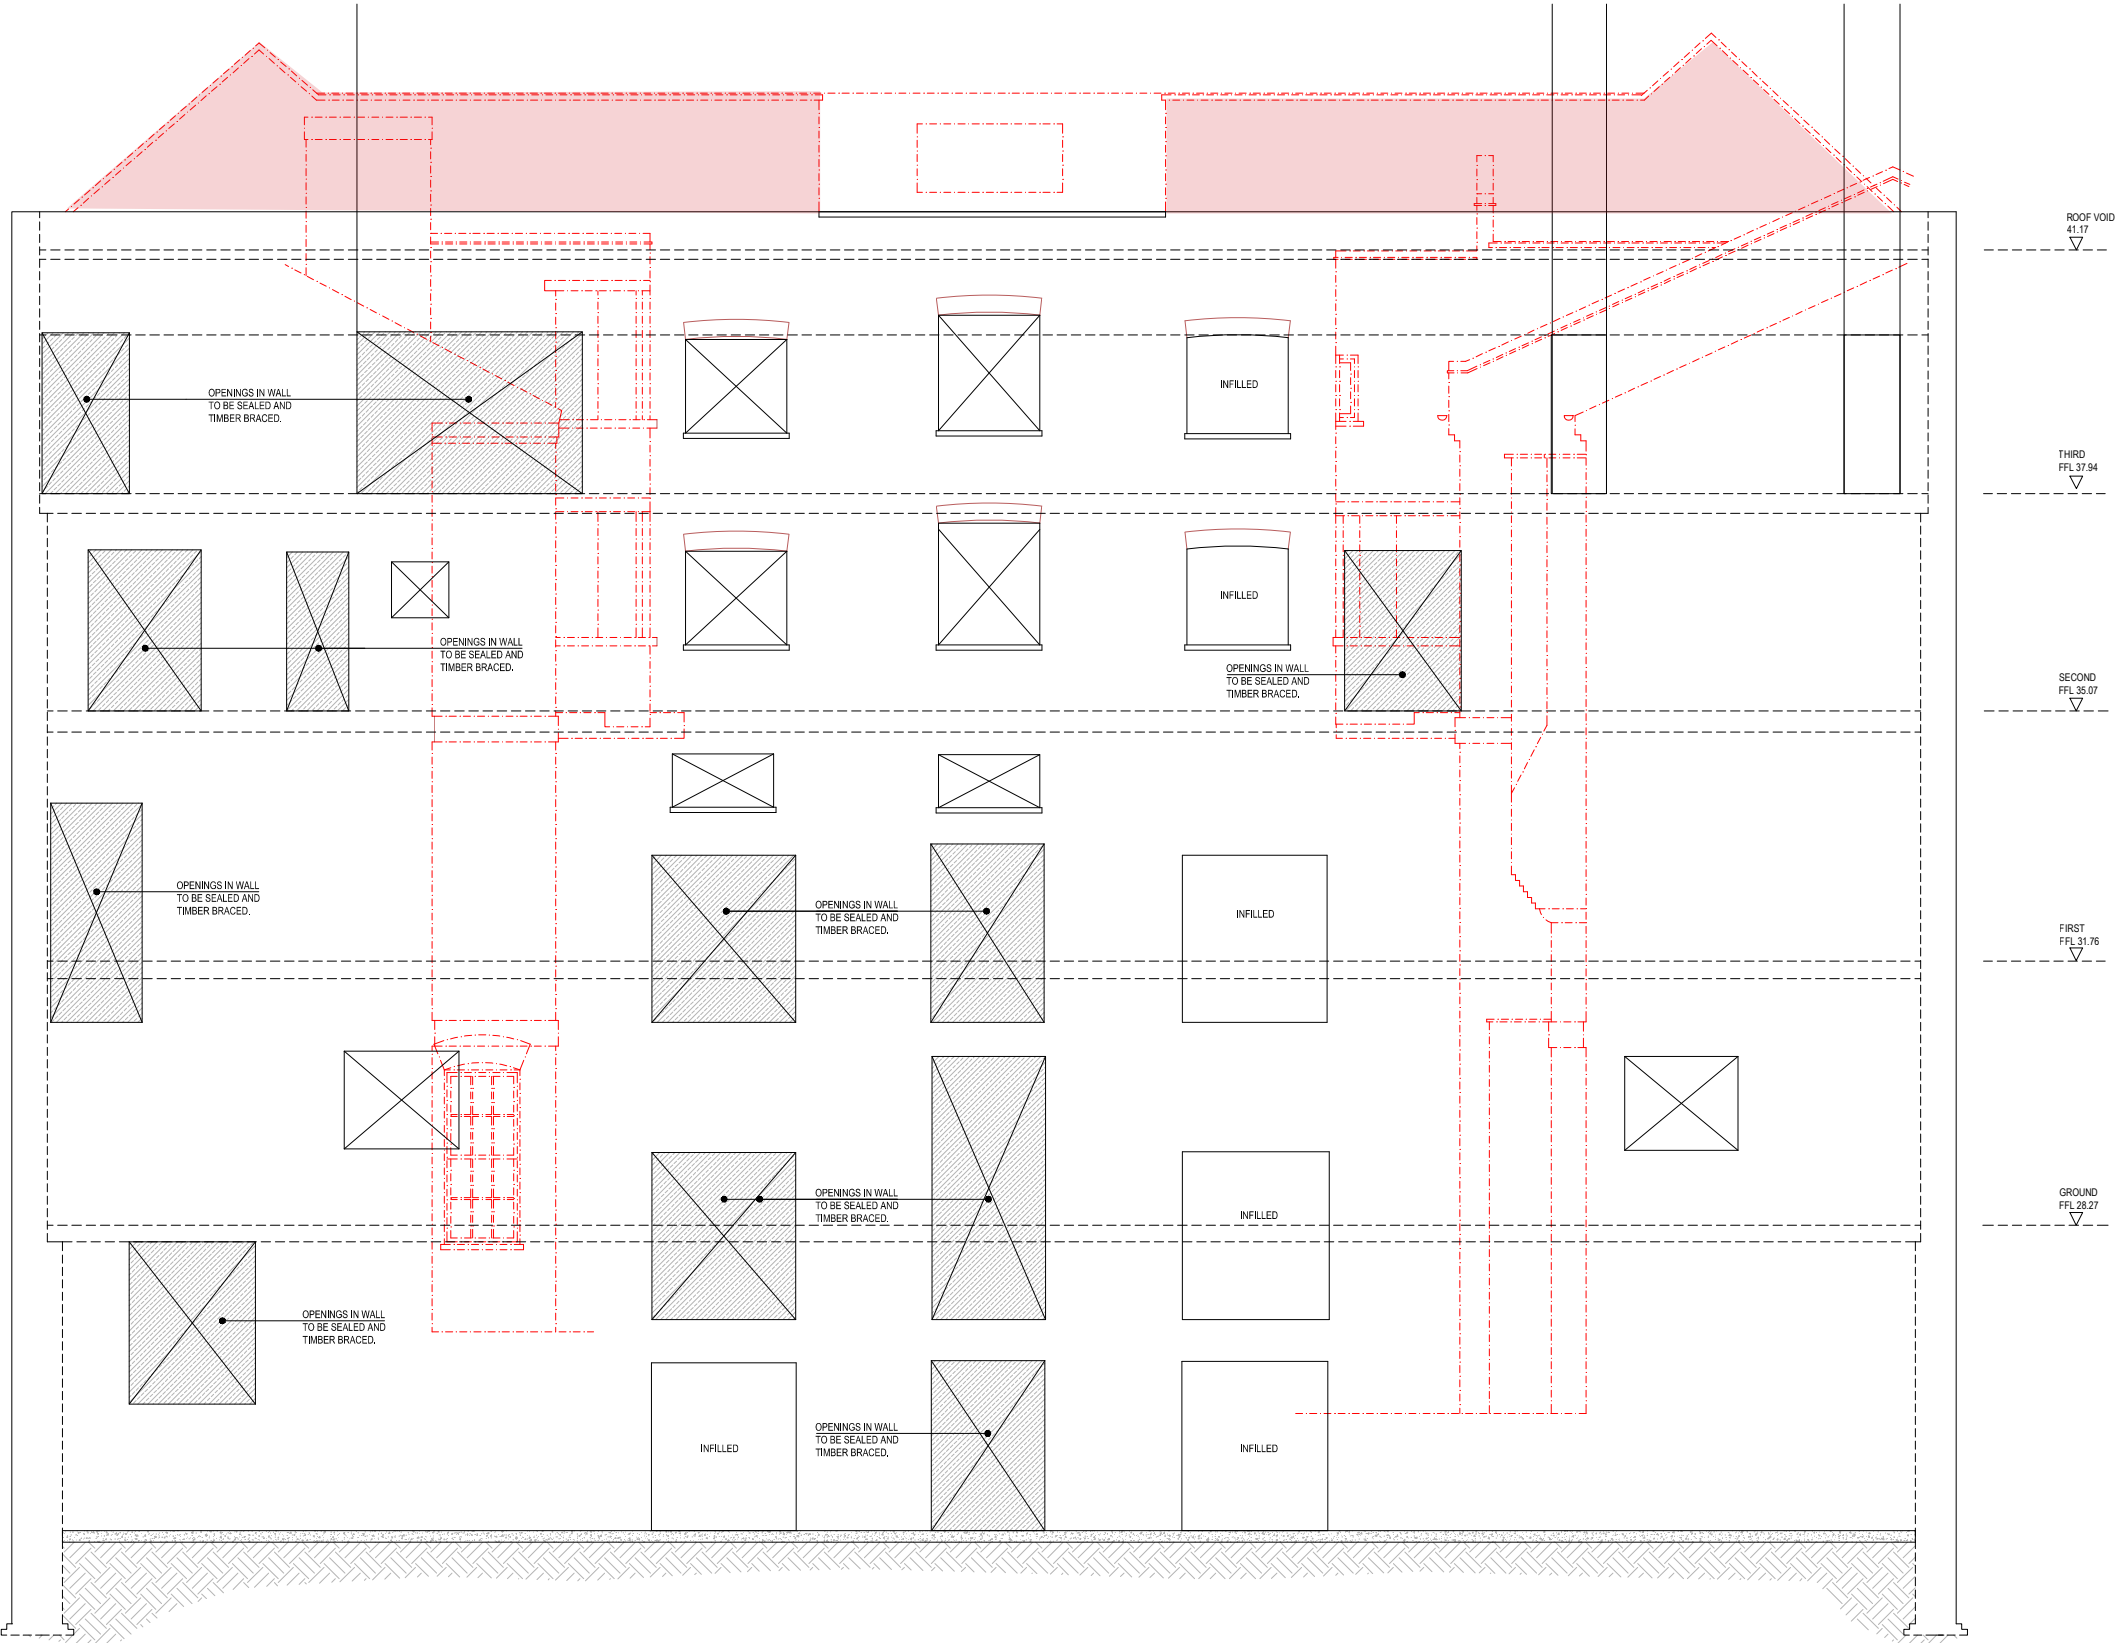 ROOF VOID
41.17
OPENINGS IN WALL
TO BE SEALED AND
TIMBER BRACED.
INFILLED
THIRD
FFL 37.94
INFILLED
OPENINGS IN WALL
TO BE SEALED AND
TIMBER BRACED.
OPENINGS IN WALL
TO BE SEALED AND
TIMBER BRACED.
SECOND
FFL 35.07
OPENINGS IN WALL
TO BE SEALED AND
TIMBER BRACED.
OPENINGS IN WALL
TO BE SEALED AND
TIMBER BRACED.
INFILLED
FIRST
FFL 31.76
OPENINGS IN WALL
TO BE SEALED AND
TIMBER BRACED.
INFILLED
GROUND
FFL 28.27
OPENINGS IN WALL
TO BE SEALED AND
TIMBER BRACED.
INFILLED
OPENINGS IN WALL
TO BE SEALED AND
TIMBER BRACED.
INFILLED